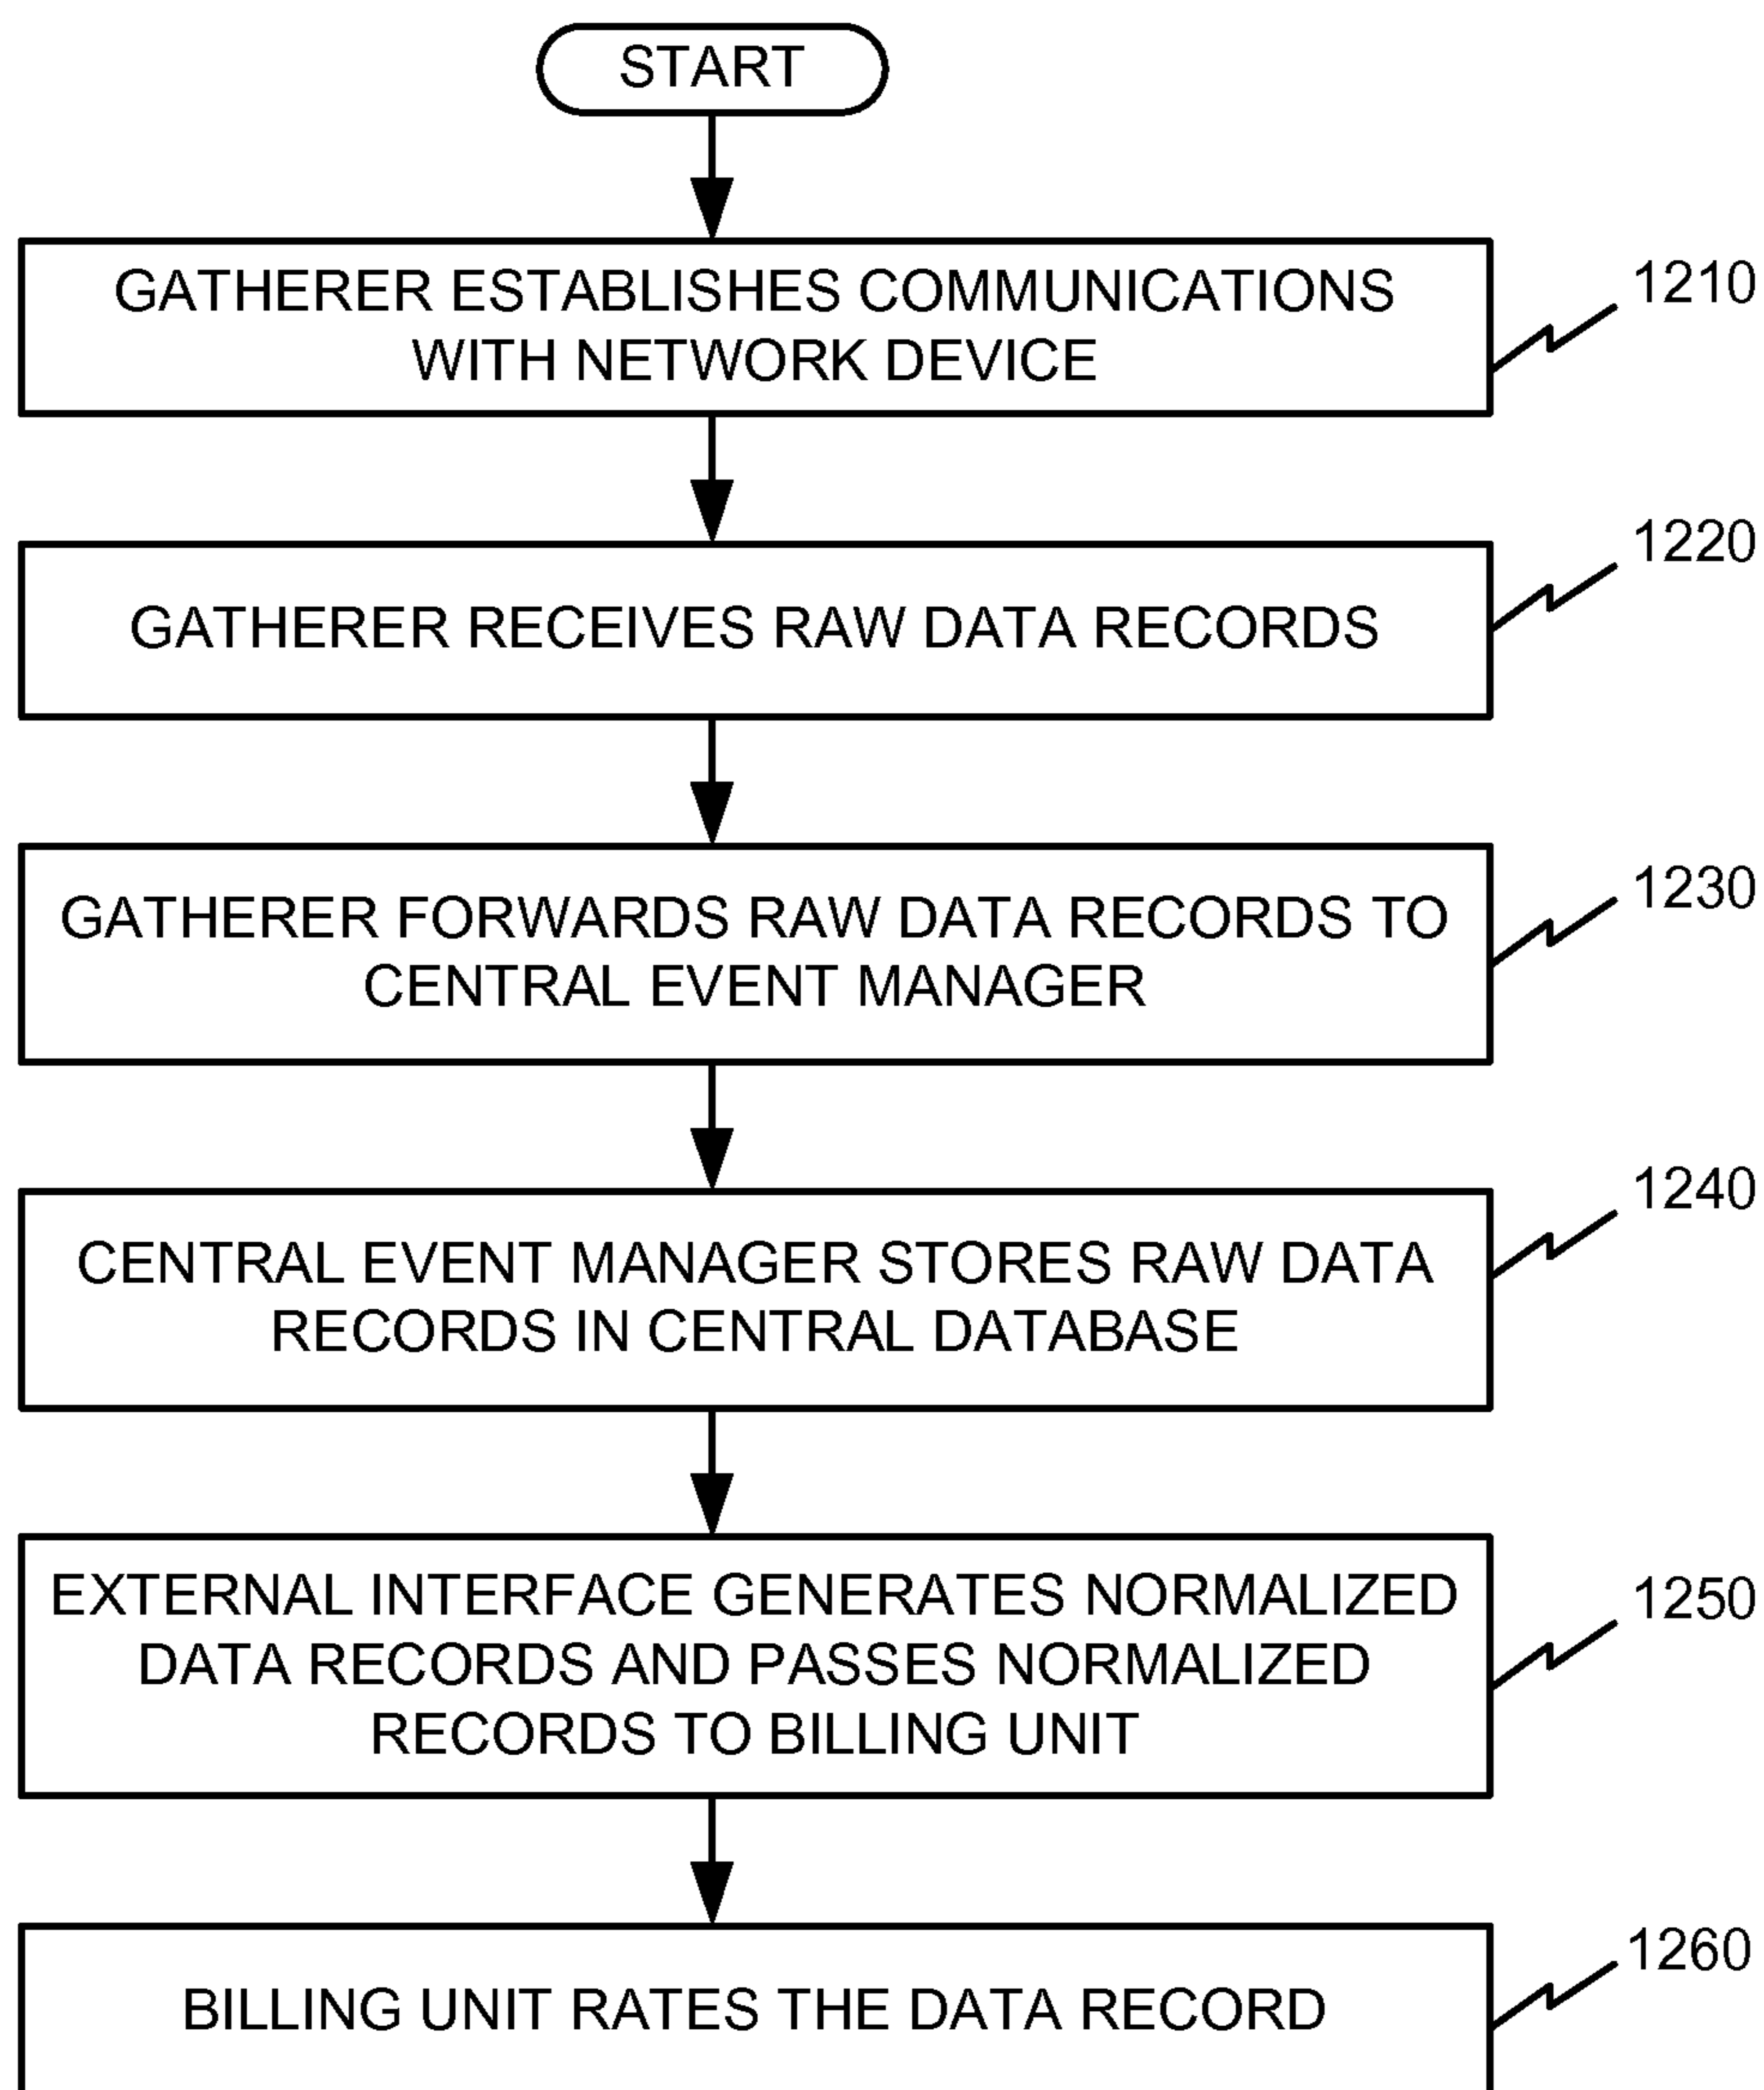 START
GATHERER ESTABLISHES COMMUNICATIONS
WITH NETWORK DEVICE
1210
GATHERER RECEIVES RAW DATA RECORDS
1220
GATHERER FORWARDS RAW DATA RECORDS TO
CENTRAL EVENT MANAGER
1230
CENTRAL EVENT MANAGER STORES RAW DATA
RECORDS IN CENTRAL DATABASE
1240
EXTERNAL INTERFACE GENERATES NORMALIZED
DATA RECORDS AND PASSES NORMALIZED
RECORDS TO BILLING UNIT
1250
BILLING UNIT RATES THE DATA RECORD
1260